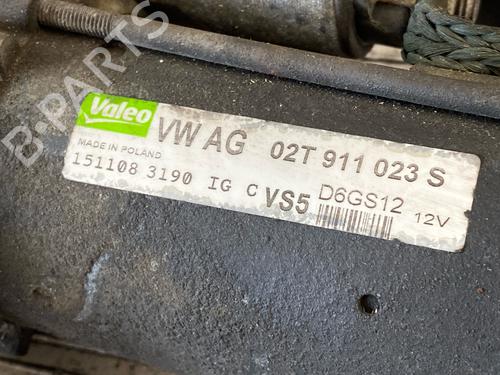 Valeo VW AG 02T 911 023 S
MADE IN POLAND
151108 3190 IG C VS5 D6GS12 12V
B-PARTS